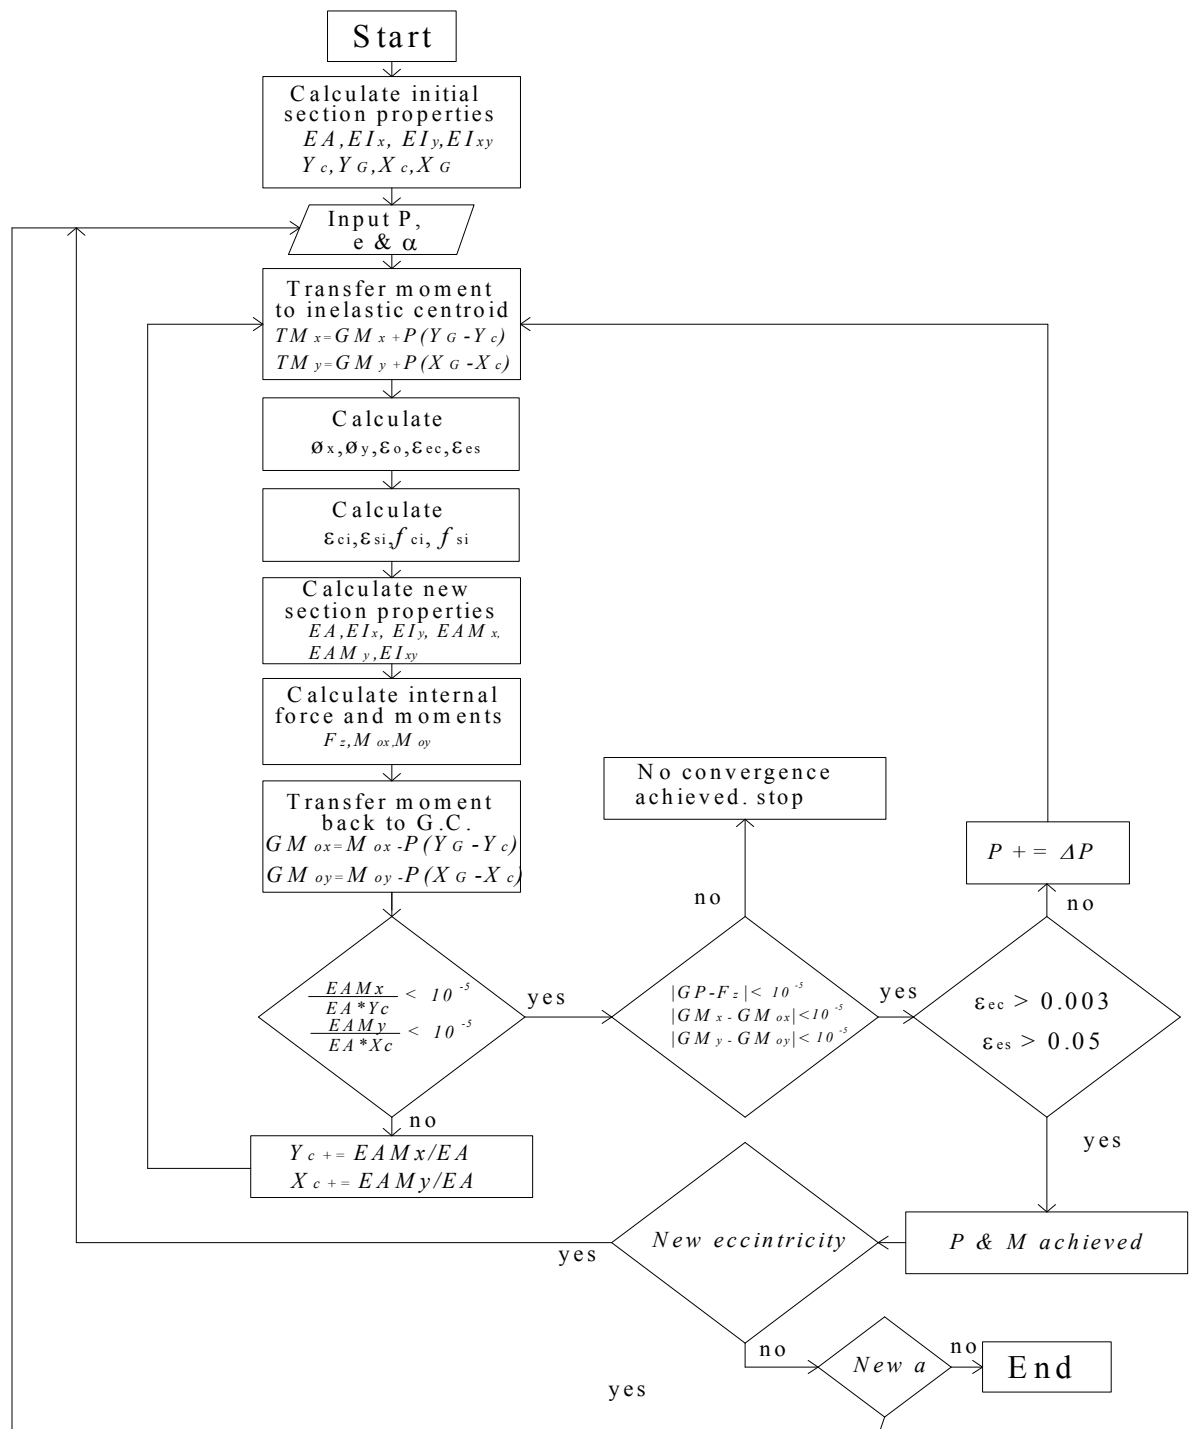 Start
Calculate initial
section properties
EA,EIx, EIy,EIxy
Yc,YG,Xc,XG
Input P,
e & α
Transfer moment
to inelastic centroid
TMx=GMx+P(YG-Yc)
TMy=GMy+P(XG-Xc)
Calculate
øx,øy,εo,εec,εes
Calculate
εci,εsi,fci, fsi
Calculate new
section properties
EA,EIx, EIy, EAMx,
EAMy,EIxy
Calculate internal
force and moments
Fz,Mox,Moy
Transfer moment
back to G.C.
GMox=Mox-P(YG-Yc)
GMoy=Moy-P(XG-Xc)
EAMx
EA*Yc
< 10-5
EAMy
EA*Xc
< 10-5
yes
no
Yc += EAMx/EA
Xc += EAMy/EA
No convergence
achieved. stop
no
|GP-Fz|< 10-5
|GMx-GMox|<10-5
|GMy-GMoy|<10-5
yes
P += ΔP
no
εec > 0.003
εes > 0.05
yes
P & M achieved
New eccintricity
yes
no
New a
no
End
yes